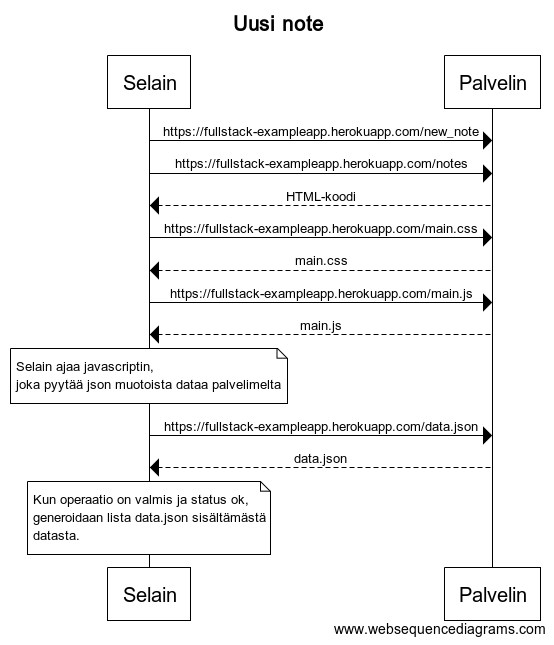 Uusi note
Selain
Palvelin
https://fullstack-exampleapp.herokuapp.com/new_note
https://fullstack-exampleapp.herokuapp.com/notes
HTML-koodi
https://fullstack-exampleapp.herokuapp.com/main.css
main.css
https://fullstack-exampleapp.herokuapp.com/main.js
main.js
Selain ajaa javascriptin,
joka pyytää json muotoista dataa palvelimelta
https://fullstack-exampleapp.herokuapp.com/data.json
data.json
Kun operaatio on valmis ja status ok,
generoidaan lista data.json sisältämästä
datasta.
Selain
Palvelin
www.websequencediagrams.com